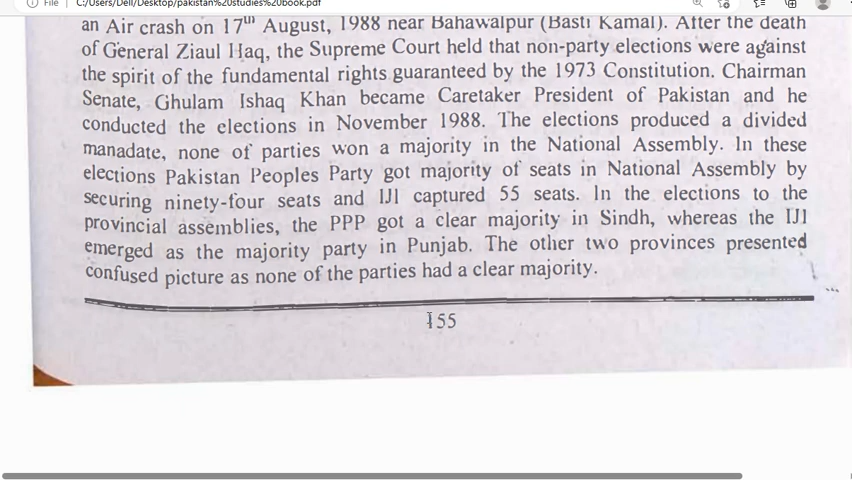 File C:/Users/Dell/Desktop/pakistan%20studies%20book.pdf
an Air crash on 17th August, 1988 near Bahawalpur (Basti Kamal). After the death
of General Ziaul Haq, the Supreme Court held that non-party elections were against
the spirit of the fundamental rights guaranteed by the 1973 Constitution. Chairman
Senate, Ghulam Ishaq Khan became Caretaker President of Pakistan and he
conducted the elections in November 1988. The elections produced a divided
manadate, none of parties won a majority in the National Assembly. In these
elections Pakistan Peoples Party got majority of seats in National Assembly by
securing ninety-four seats and IJI captured 55 seats. In the elections to the
provincial assemblies, the PPP got a clear majority in Sindh, whereas the IJI
emerged as the majority party in Punjab. The other two provinces presented
confused picture as none of the parties had a clear majority.
155